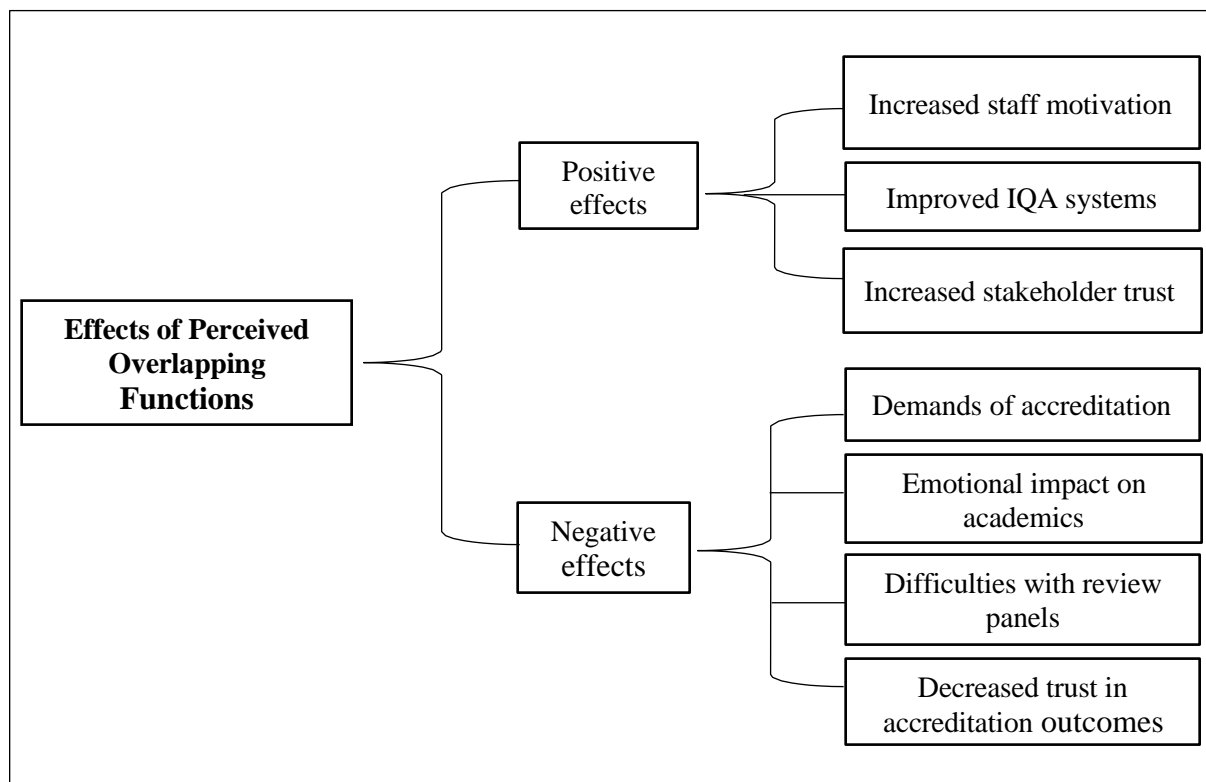 Effects of Perceived
Overlapping
Functions
Positive
effects
Increased staff motivation
Improved IQA systems
Increased stakeholder trust
Negative
effects
Demands of accreditation
Emotional impact on
academics
Difficulties with review
panels
Decreased trust in
accreditation outcomes